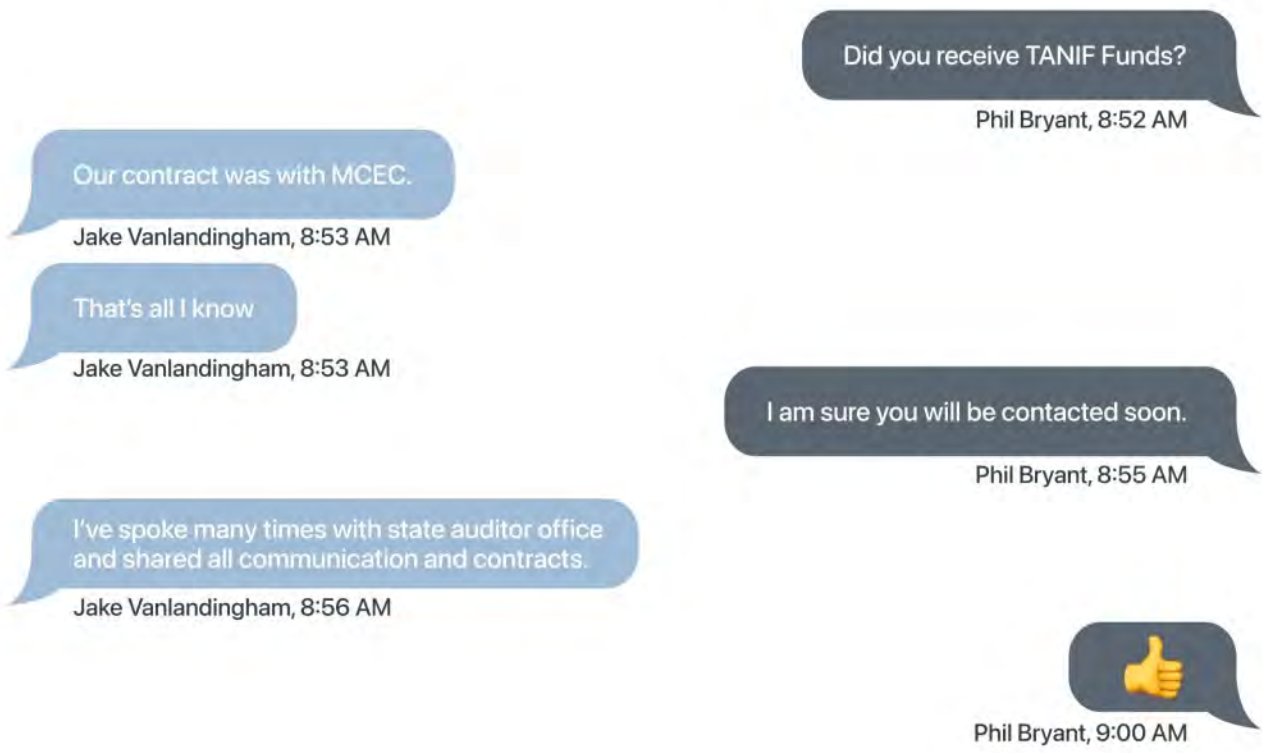 Did you receive TANIF Funds?
Phil Bryant, 8:52 AM
Our contract was with MCEC.
Jake Vanlandingham, 8:53 AM
That's all I know
Jake Vanlandingham, 8:53 AM
I am sure you will be contacted soon.
Phil Bryant, 8:55 AM
I've spoke many times with state auditor office
and shared all communication and contracts.
Jake Vanlandingham, 8:56 AM
👍
Phil Bryant, 9:00 AM